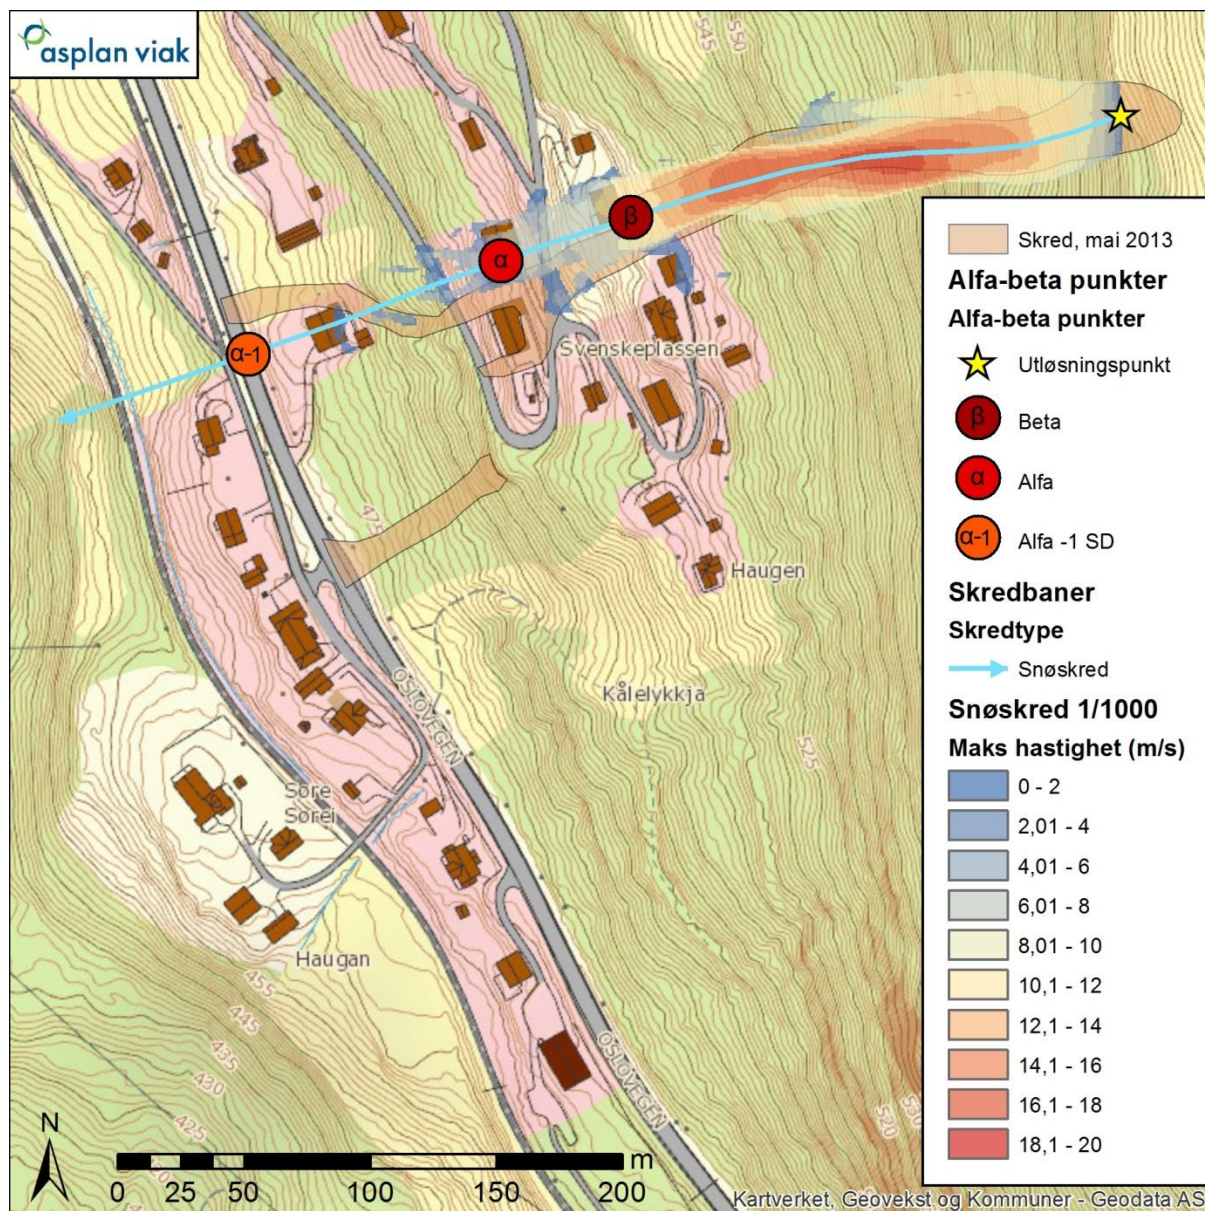 asplan viak
545
550
Svenskeplassen
475
Haugen
OSLOVEGEN
Kålelykkja
525
Søre
Sørei
Haugan
455
445
435
430
425
420
OSLOVEGEN
520
530
β
α
α-1
Skred, mai 2013
Alfa-beta punkter
Alfa-beta punkter
Utløsningspunkt
β Beta
α Alfa
α-1 Alfa -1 SD
Skredbaner
Skredtype
Snøskred
Snøskred 1/1000
Maks hastighet (m/s)
0 - 2
2,01 - 4
4,01 - 6
6,01 - 8
8,01 - 10
10,1 - 12
12,1 - 14
14,1 - 16
16,1 - 18
18,1 - 20
N
m
0 25 50 100 150 200
Kartverket, Geovekst og Kommuner - Geodata AS